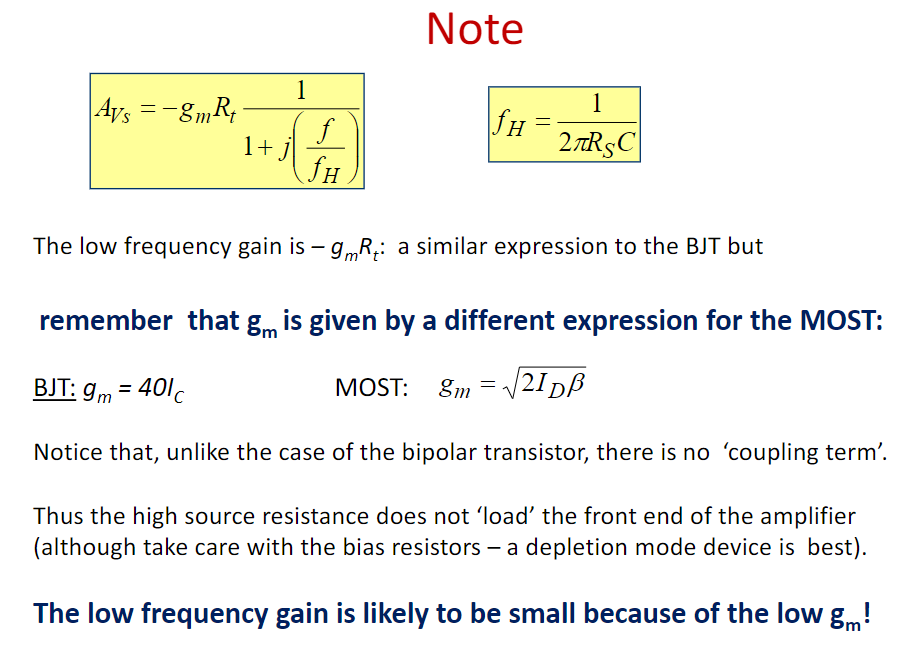 Note
A_{Vs} = -g_m R_t \frac{1}{1 + j\left(\frac{f}{f_H}\right)}
f_H = \frac{1}{2\pi R_S C}
The low frequency gain is – g_mR_t: a similar expression to the BJT but
remember that g_m is given by a different expression for the MOST:
BJT: g_m = 40I_C MOST: g_m = \sqrt{2I_D β}
Notice that, unlike the case of the bipolar transistor, there is no ‘coupling term’.
Thus the high source resistance does not ‘load’ the front end of the amplifier
(although take care with the bias resistors – a depletion mode device is best).
The low frequency gain is likely to be small because of the low g_m!